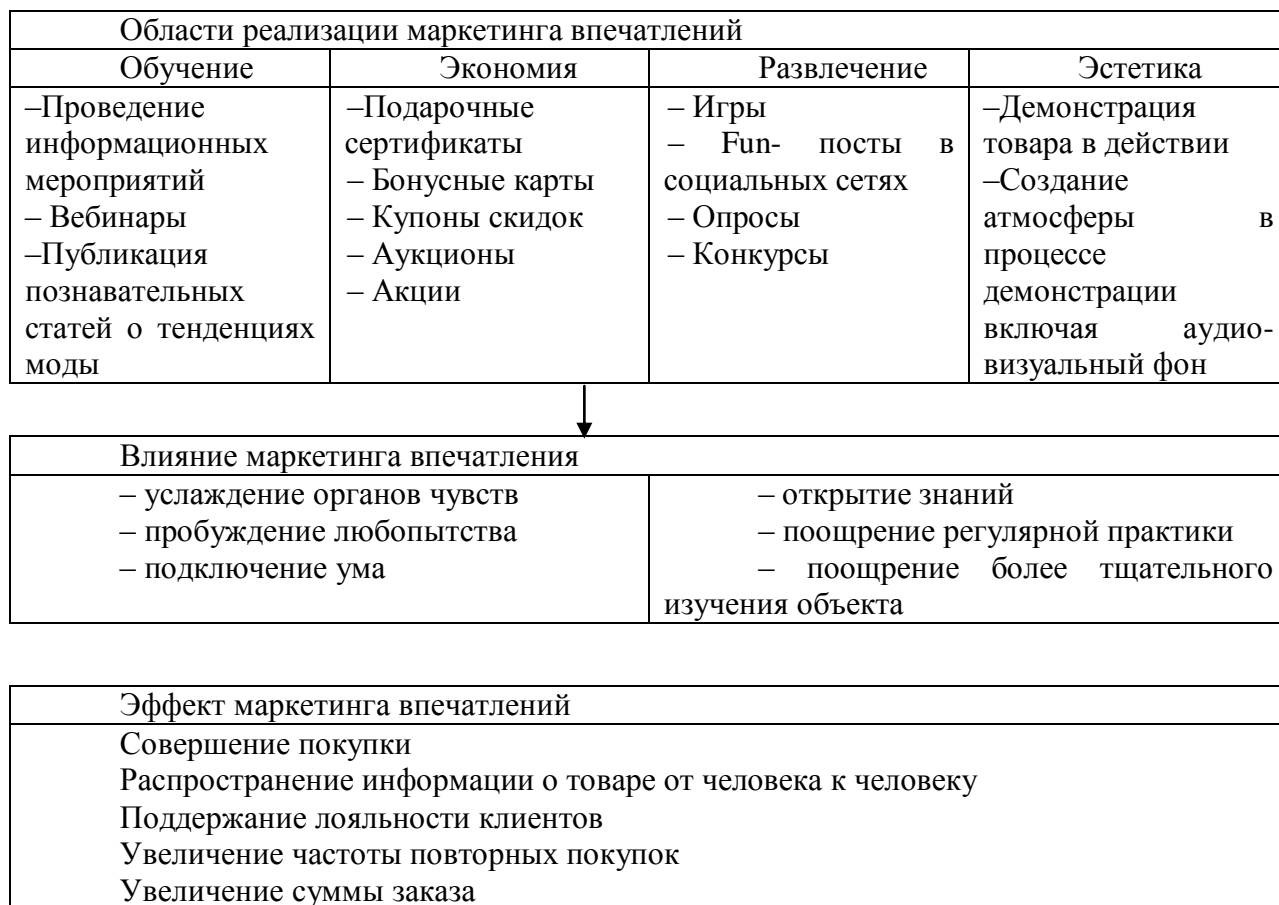 Области реализации маркетинга впечатлений
Обучение
Экономия
Развлечение
Эстетика
–Проведение
информационных
мероприятий
– Вебинары
–Публикация
познавательных
статей о тенденциях
моды
–Подарочные
сертификаты
– Бонусные карты
– Купоны скидок
– Аукционы
– Акции
– Игры
– Fun- посты в
социальных сетях
– Опросы
– Конкурсы
–Демонстрация
товара в действии
–Создание
атмосферы в
процессе
демонстрации
включая аудио-
визуальный фон
Влияние маркетинга впечатления
– услаждение органов чувств
– пробуждение любопытства
– подключение ума
– открытие знаний
– поощрение регулярной практики
– поощрение более тщательного
изучения объекта
Эффект маркетинга впечатлений
Совершение покупки
Распространение информации о товаре от человека к человеку
Поддержание лояльности клиентов
Увеличение частоты повторных покупок
Увеличение суммы заказа